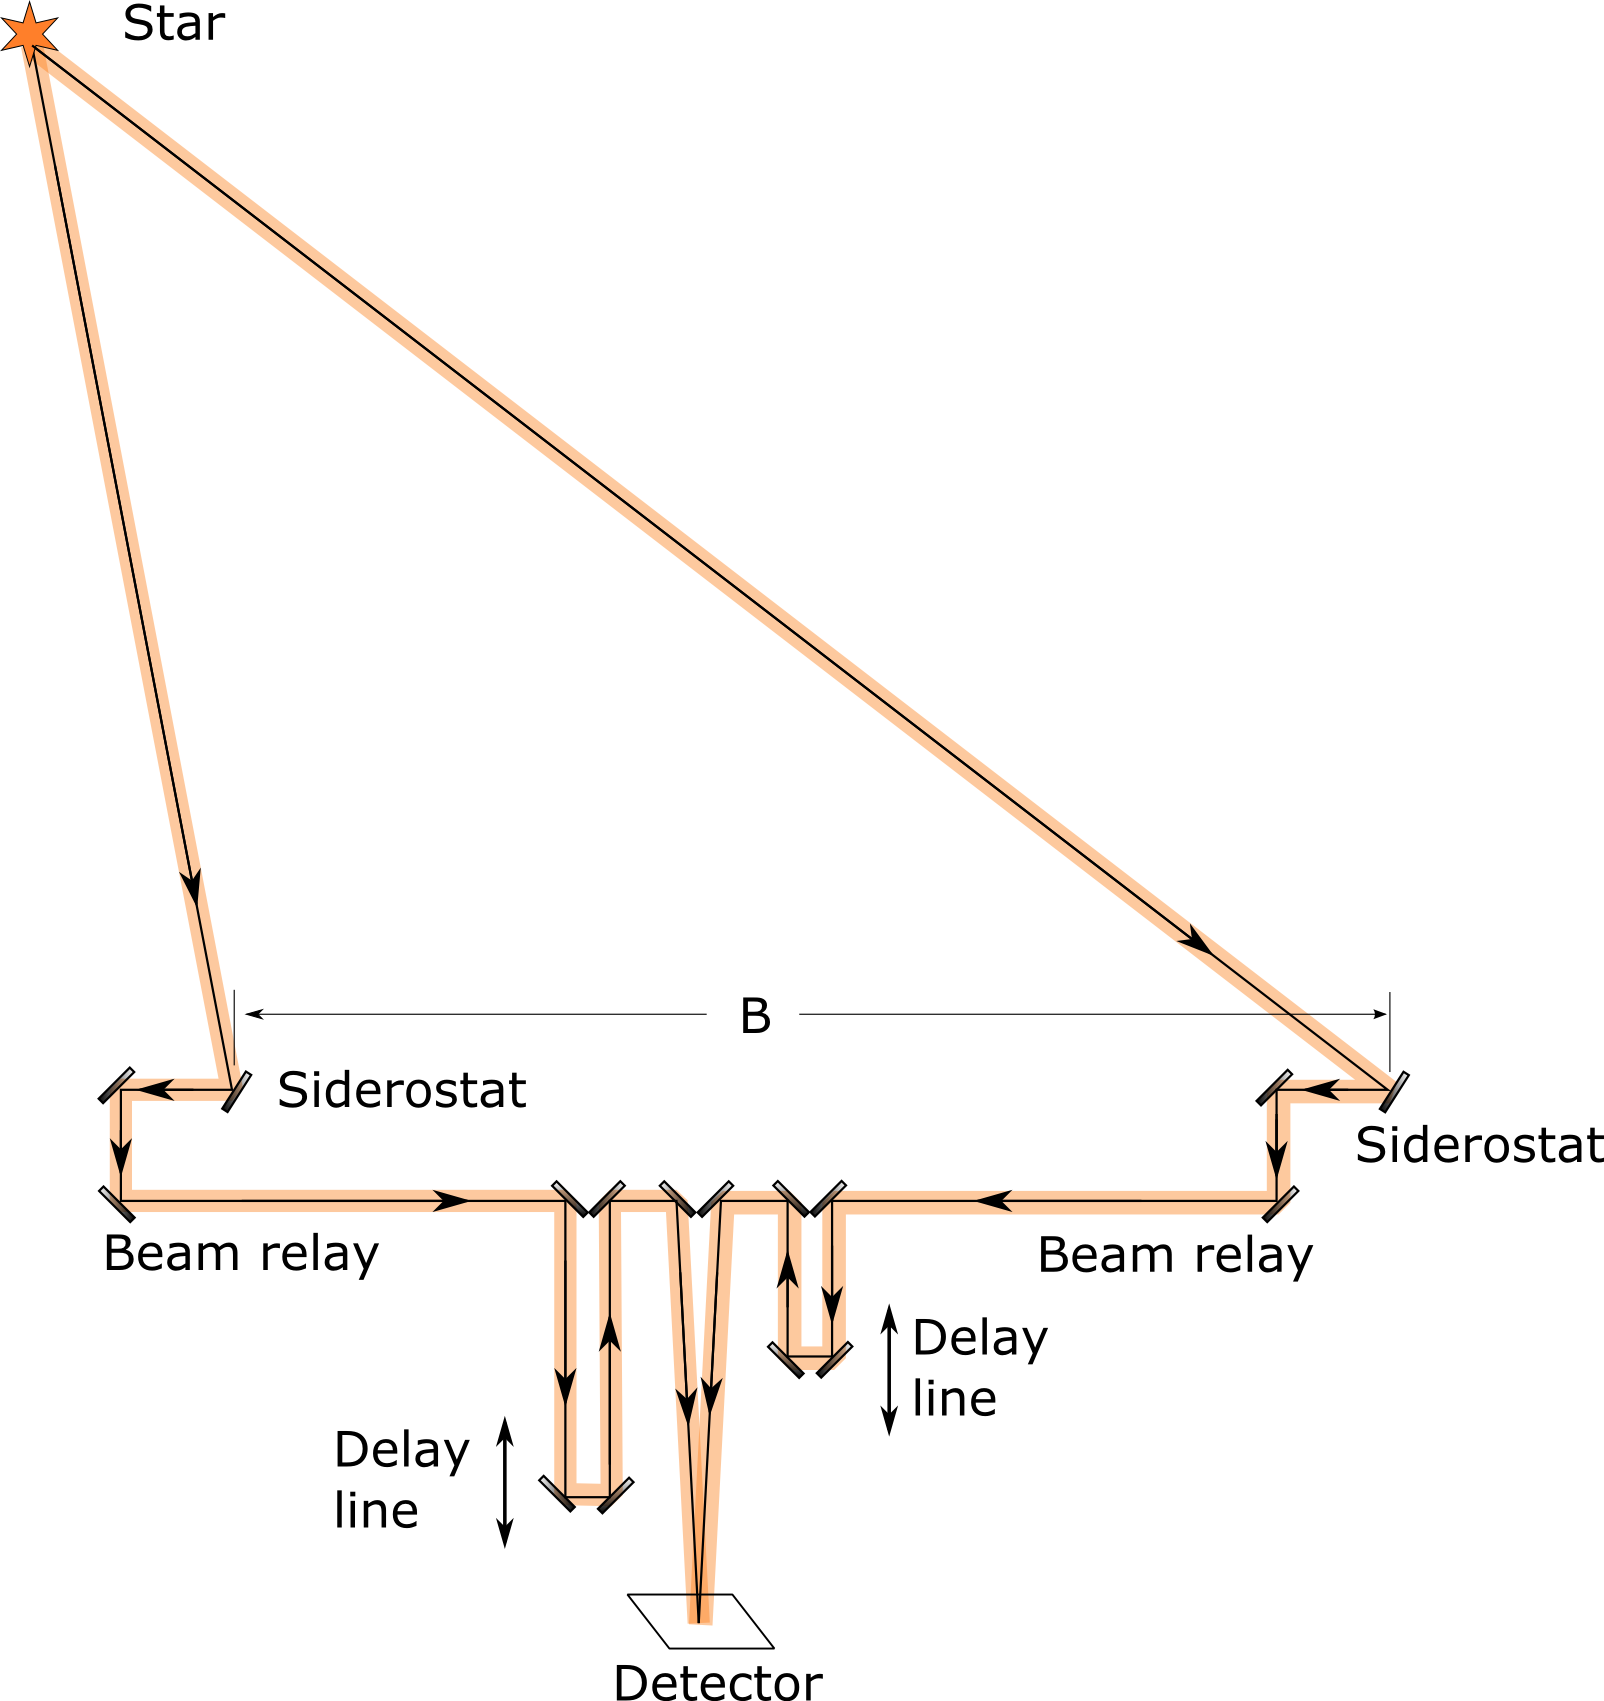 Star
B
Siderostat
Siderostat
Beam relay
Beam relay
Delay
line
Delay
line
Detector